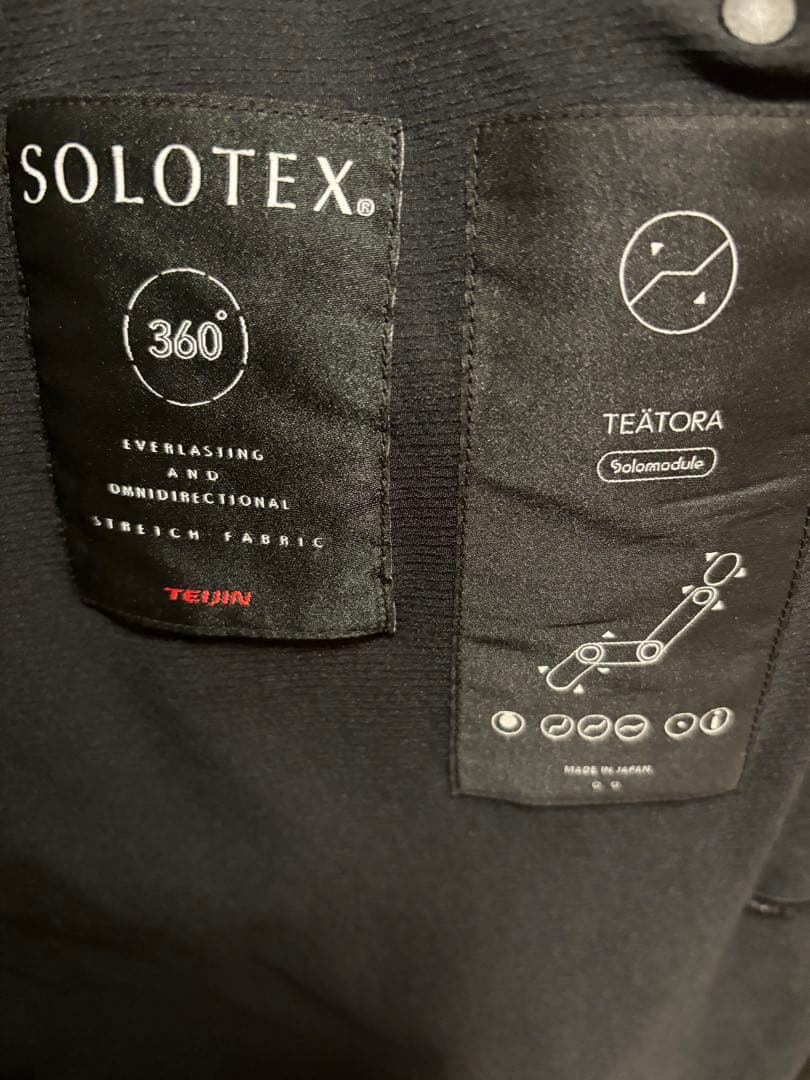 SOLOTEX®
360°
EVERLASTING
AND
OMNIDIRECTIONAL
STRETCH FABRIC
TEIJIN
TEÄTORA
Solomodule
MADE IN JAPAN